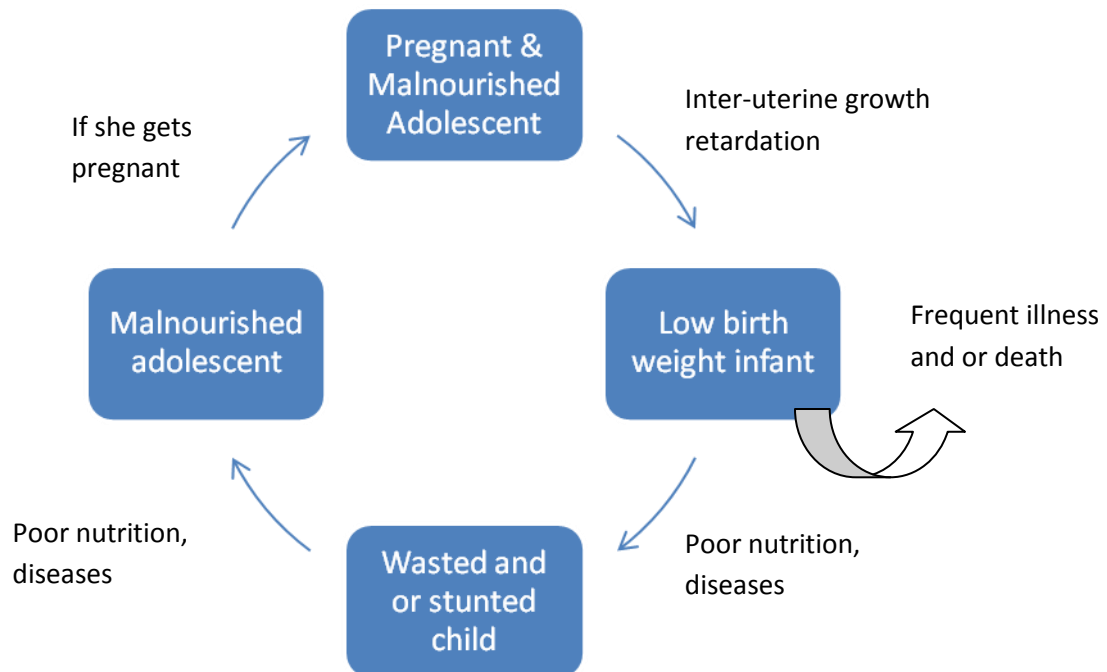 Pregnant &
Malnourished
Adolescent
Inter-uterine growth
retardation
Low birth
weight infant
Frequent illness
and or death
Poor nutrition,
diseases
Wasted and
or stunted
child
Poor nutrition,
diseases
Malnourished
adolescent
If she gets
pregnant